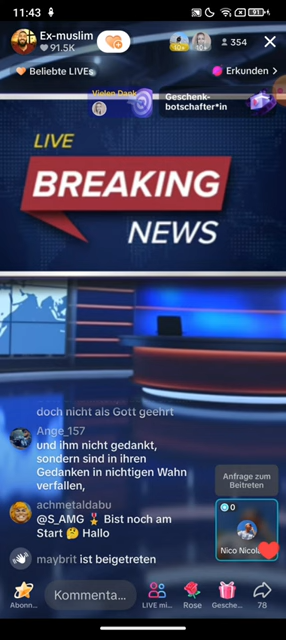 11:43
91
Ex-muslim
91.5K
10+
10+
354
Beliebte LIVEs
Erkunden
Vielen Dank
Geschenk-
botschafter*in
LIVE
BREAKING
NEWS
doch nicht als Gott geehrt
Ange_157
und ihm nicht gedankt,
sondern sind in ihren
Gedanken in nichtigen Wahn
verfallen,
Anfrage zum
Beitreten
achmetaldabu
@S_AMG 🎖️ Bist noch am
Start 🤔 Hallo
0
Nico Nicol
maybrit ist beigetreten
Abonn...
Kommenta...
LIVE mi...
Rose
Gesche...
78